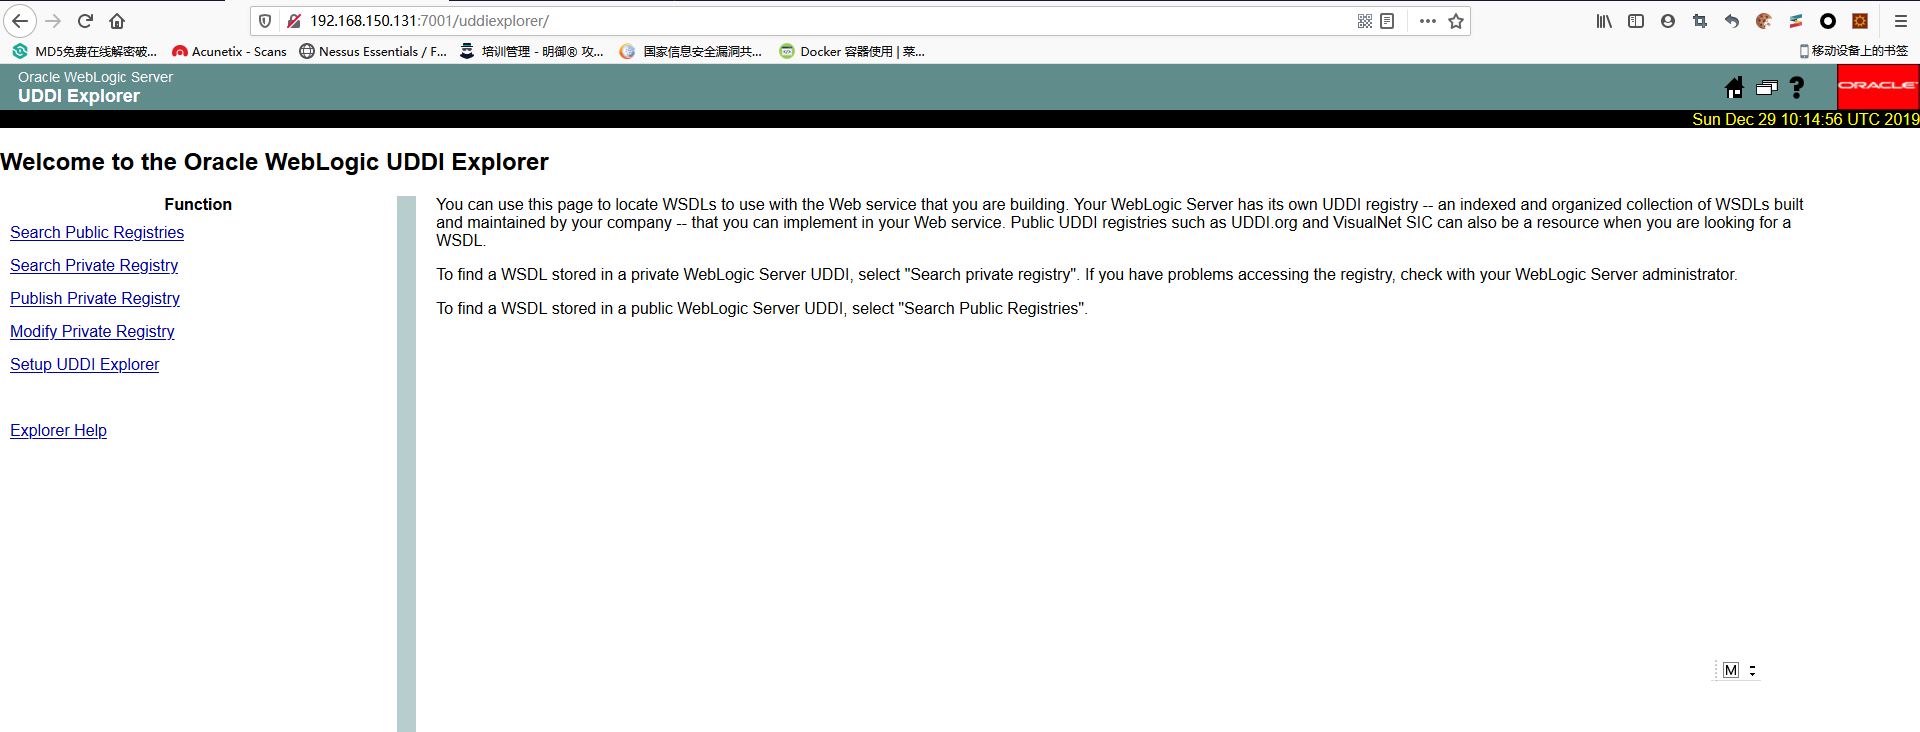 192.168.150.131:7001/uddiexplorer/
MD5免费在线解密破... Acunetix - Scans Nessus Essentials / F... 培训管理 - 明御® 攻... 国家信息安全漏洞共... Docker 容器使用 | 菜... 移动设备上的书签
Oracle WebLogic Server
UDDI Explorer
ORACLE
Sun Dec 29 10:14:56 UTC 2019
Welcome to the Oracle WebLogic UDDI Explorer
Function
Search Public Registries
Search Private Registry
Publish Private Registry
Modify Private Registry
Setup UDDI Explorer
Explorer Help
You can use this page to locate WSDLs to use with the Web service that you are building. Your WebLogic Server has its own UDDI registry -- an indexed and organized collection of WSDLs built
and maintained by your company -- that you can implement in your Web service. Public UDDI registries such as UDDI.org and VisualNet SIC can also be a resource when you are looking for a
WSDL.
To find a WSDL stored in a private WebLogic Server UDDI, select "Search private registry". If you have problems accessing the registry, check with your WebLogic Server administrator.
To find a WSDL stored in a public WebLogic Server UDDI, select "Search Public Registries".
M